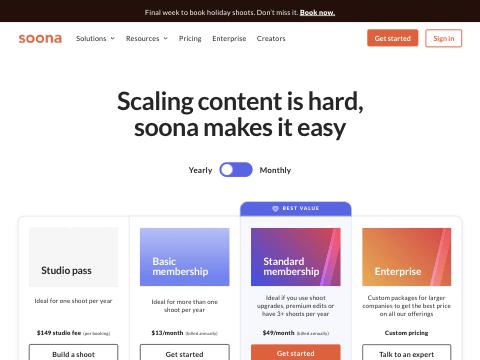 Final week to book holiday shoots. Don't miss it. Book now.
soona
Solutions
Resources
Pricing
Enterprise
Creators
Get started
Sign in
Scaling content is hard,
soona makes it easy
Yearly
Monthly
BEST VALUE
Studio pass
Ideal for one shoot per year
$149 studio fee (per booking)
Build a shoot
Basic
membership
Ideal for more than one
shoot per year
$13/month (billed annually)
Get started
Standard
membership
Ideal if you use shoot
upgrades, premium edits or
have 3+ shoots per year
$49/month (billed annually)
Get started
Enterprise
Custom packages for larger
companies to get the best price
on all our offerings
Custom pricing
Talk to an expert